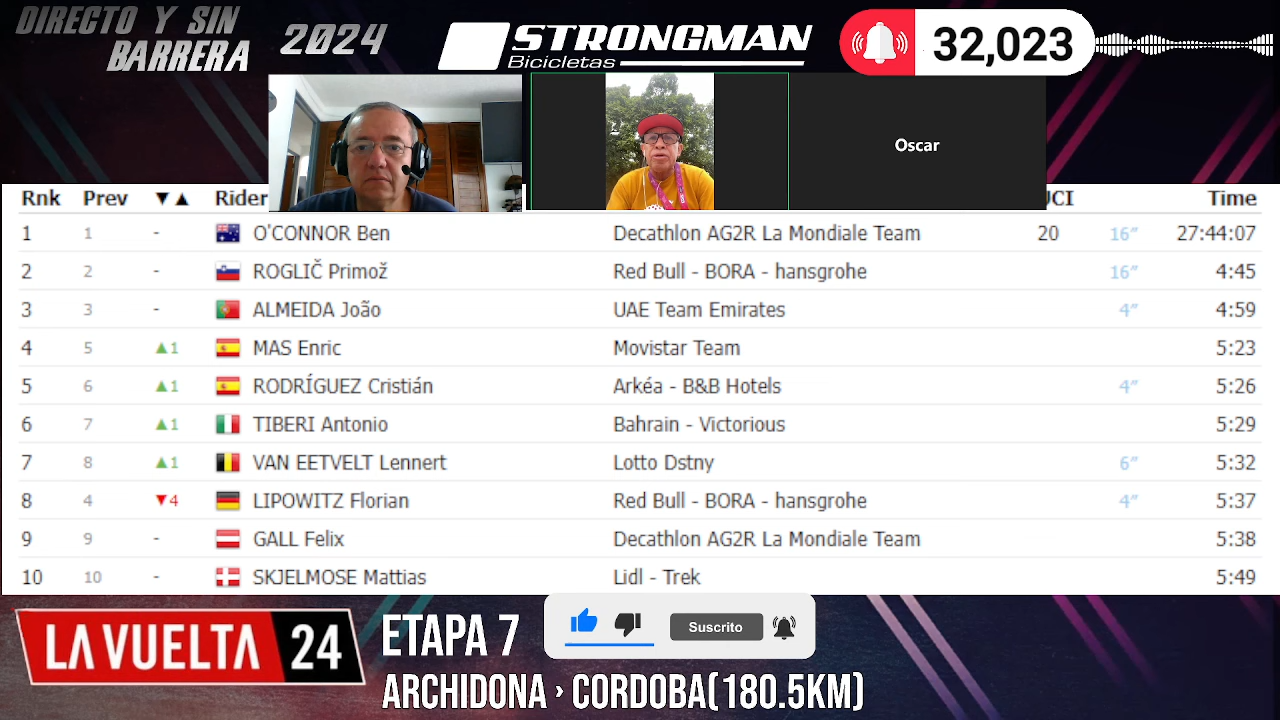 DIRECTO Y SIN
BARRERA
2024
STRONGMAN
Bicicletas
32,023
Oscar
Rnk Prev ▼▲ Rider UCI Time
1 1 - O'CONNOR Ben Decathlon AG2R La Mondiale Team 20 16″ 27:44:07
2 2 - ROGLIČ Primož Red Bull - BORA - hansgrohe 16″ 4:45
3 3 - ALMEIDA João UAE Team Emirates 4″ 4:59
4 5 ▲1 MAS Enric Movistar Team 5:23
5 6 ▲1 RODRÍGUEZ Cristián Arkéa - B&B Hotels 4″ 5:26
6 7 ▲1 TIBERI Antonio Bahrain - Victorious 5:29
7 8 ▲1 VAN EETVELT Lennert Lotto Dstny 6″ 5:32
8 4 ▼4 LIPOWITZ Florian Red Bull - BORA - hansgrohe 4″ 5:37
9 9 - GALL Felix Decathlon AG2R La Mondiale Team 5:38
10 10 - SKJELMOSE Mattias Lidl - Trek 5:49
LA VUELTA 24
ETAPA 7
Suscrito
ARCHIDONA › CORDOBA(180.5KM)